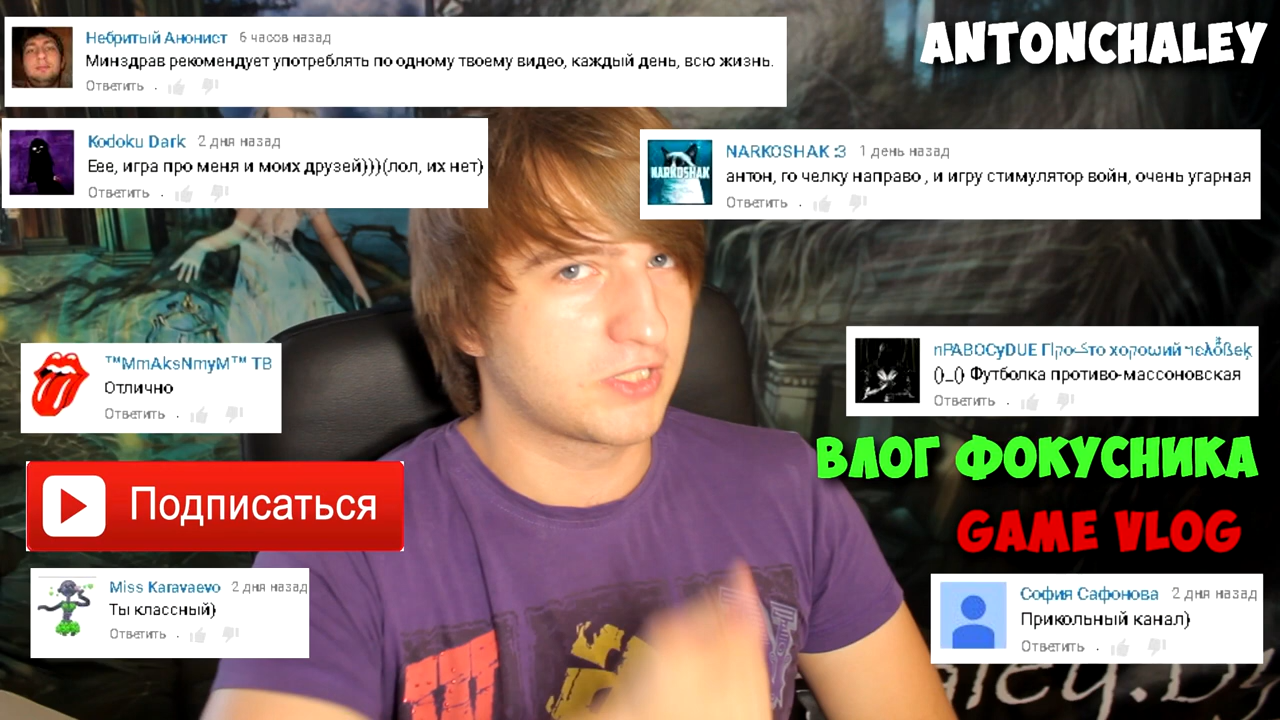 ANTONCHALEY
Небритый Анонист 6 часов назад
Минздрав рекомендует употреблять по одному твоему видео, каждый день, всю жизнь.
Ответить
Kodoku Dark 2 дня назад
Еее, игра про меня и моих друзей)))(лол, их нет)
Ответить
NARKOSHAK :3 1 день назад
антон, го челку направо , и игру стимулятор войн, очень угарная
Ответить
NARKOSHAK
™MmAksNmyM™ ТВ
Отлично
Ответить
()_() Футболка противо-массоновская
Ответить
ВЛОГ ФОКУСНИКА
GAME VLOG
Подписаться
Miss Karavaevo 2 дня назад
Ты классный)
Ответить
София Сафонова 2 дня назад
Прикольный канал)
Ответить